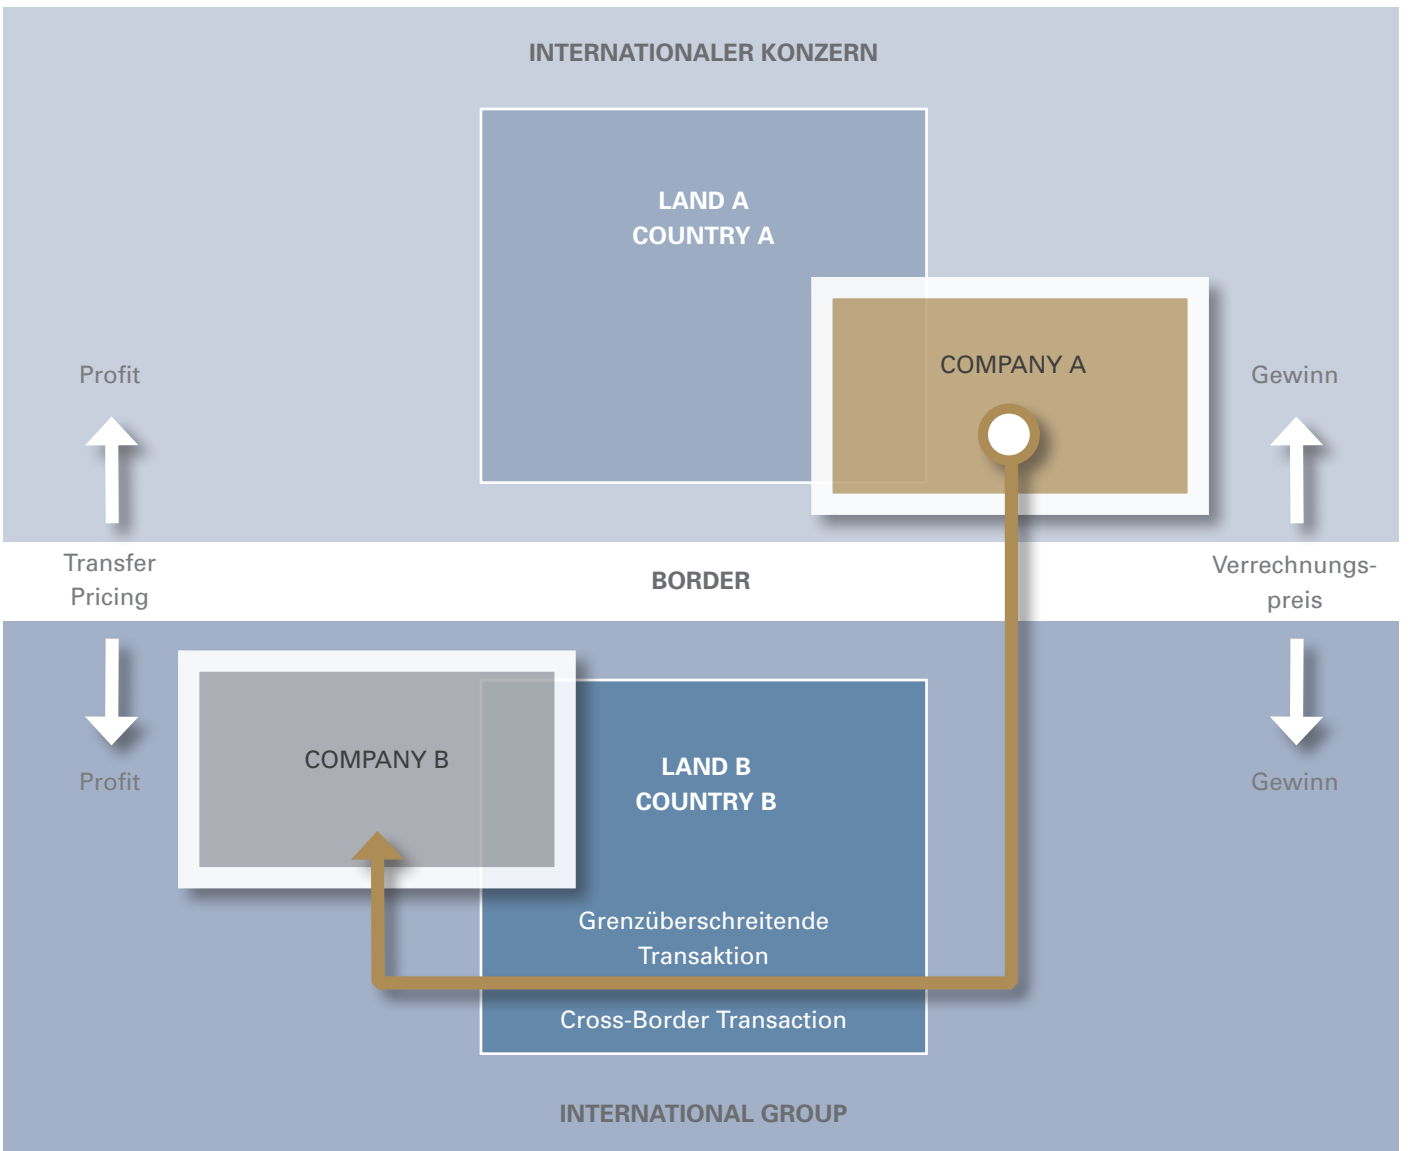 INTERNATIONALER KONZERN
LAND A
COUNTRY A
COMPANY A
Profit
Gewinn
Transfer
Pricing
BORDER
Verrechnungs-
preis
COMPANY B
LAND B
COUNTRY B
Profit
Gewinn
Grenzüberschreitende
Transaktion
Cross-Border Transaction
INTERNATIONAL GROUP